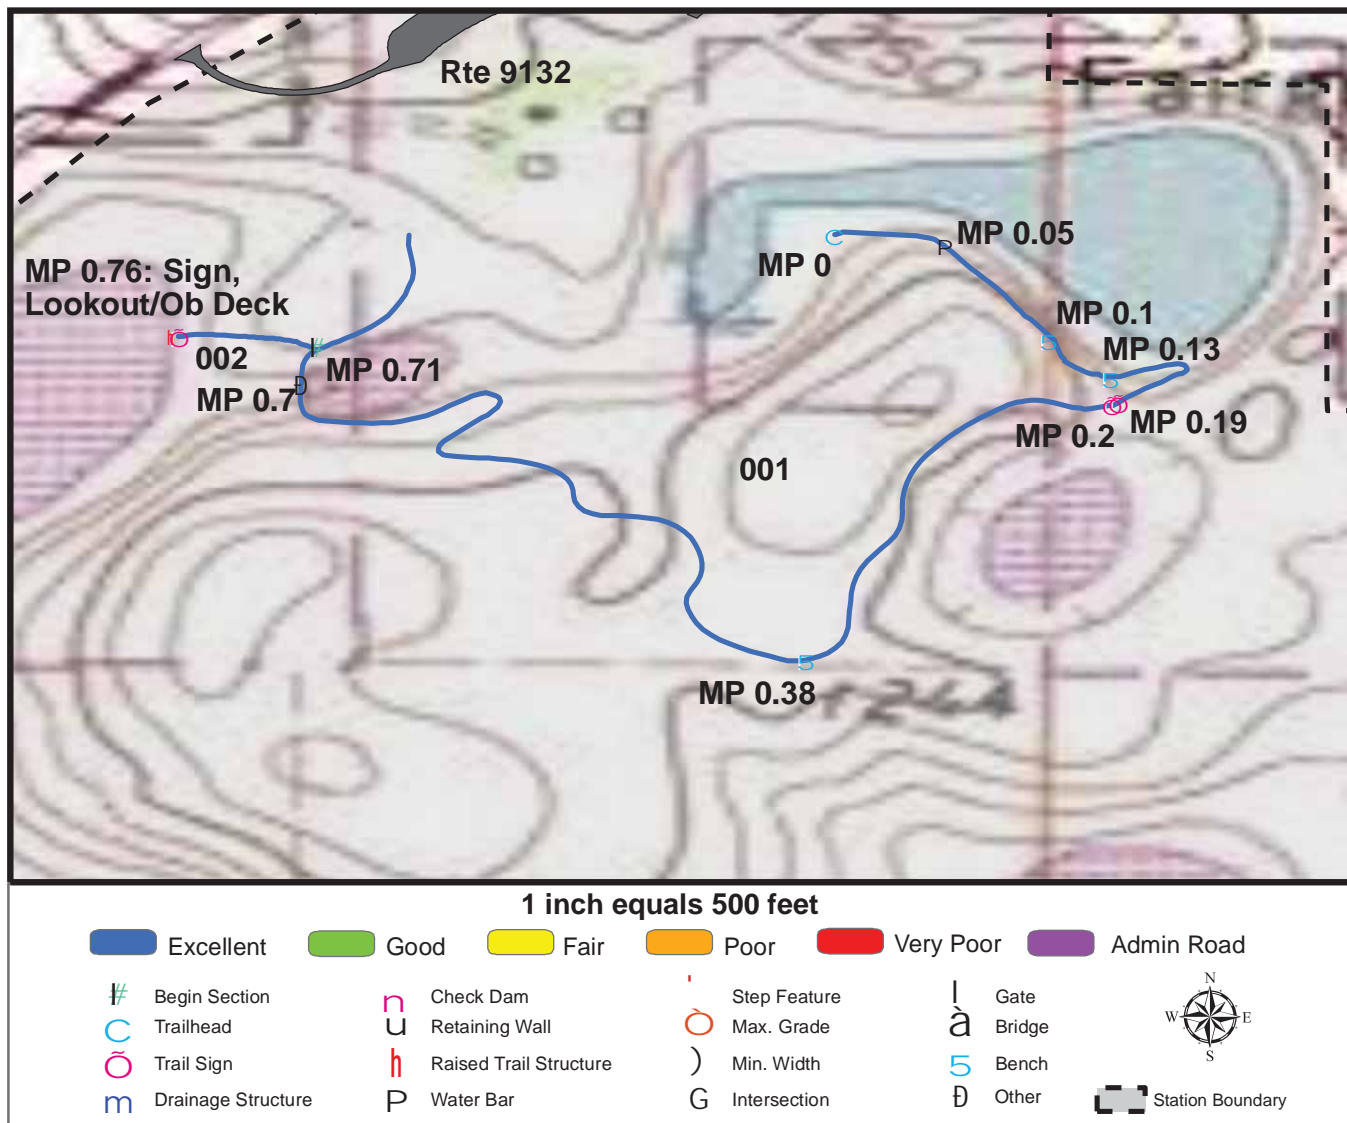 Rte 9132
MP 0.76: Sign,
Lookout/Ob Deck
002
MP 0.71
MP 0.7
MP 0
MP 0.05
MP 0.1
MP 0.13
MP 0.19
MP 0.2
001
MP 0.38
1264
1 inch equals 500 feet
Excellent
Good
Fair
Poor
Very Poor
Admin Road
Begin Section
Check Dam
Step Feature
Gate
Trailhead
Retaining Wall
Max. Grade
Bridge
Trail Sign
Raised Trail Structure
Min. Width
Bench
Drainage Structure
Water Bar
Intersection
Other
N
W
E
S
Station Boundary